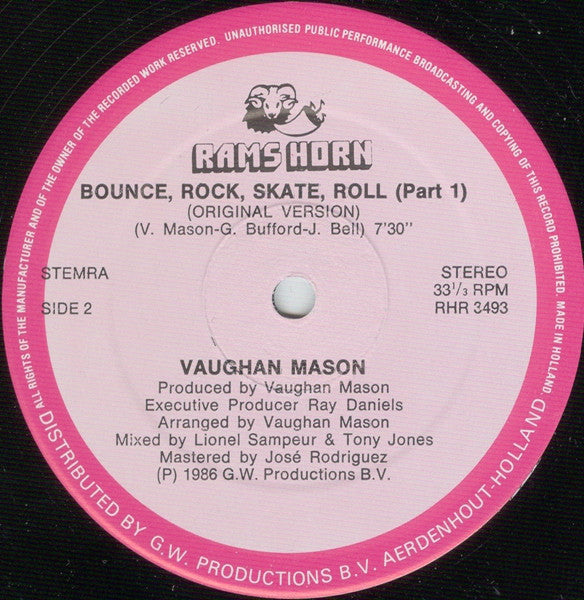 ALL RIGHTS OF THE MANUFACTURER AND OF THE OWNER OF THE RECORDED WORK RESERVED. UNAUTHORISED PUBLIC PERFORMANCE BROADCASTING AND COPYING OF THIS RECORD PROHIBITED. MADE IN HOLLAND
RAMS HORN
BOUNCE, ROCK, SKATE, ROLL (Part 1)
(ORIGINAL VERSION)
(V. Mason-G. Bufford-J. Bell) 7'30''
STEMRA
STEREO
33 1/3 RPM
SIDE 2
RHR 3493
VAUGHAN MASON
Produced by Vaughan Mason
Executive Producer Ray Daniels
Arranged by Vaughan Mason
Mixed by Lionel Sampeur & Tony Jones
Mastered by José Rodriguez
(P) 1986 G.W. Productions B.V.
DISTRIBUTED BY G.W. PRODUCTIONS B.V. AERDENHOUT-HOLLAND